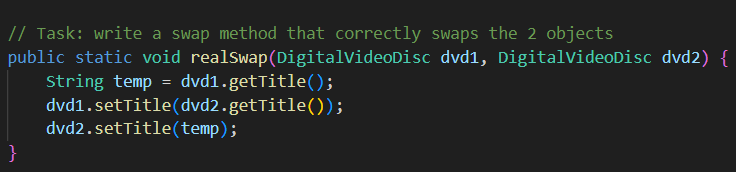 // Task: write a swap method that correctly swaps the 2 objects
public static void realSwap(DigitalVideoDisc dvd1, DigitalVideoDisc dvd2) {
    String temp = dvd1.getTitle();
    dvd1.setTitle(dvd2.getTitle());
    dvd2.setTitle(temp);
}